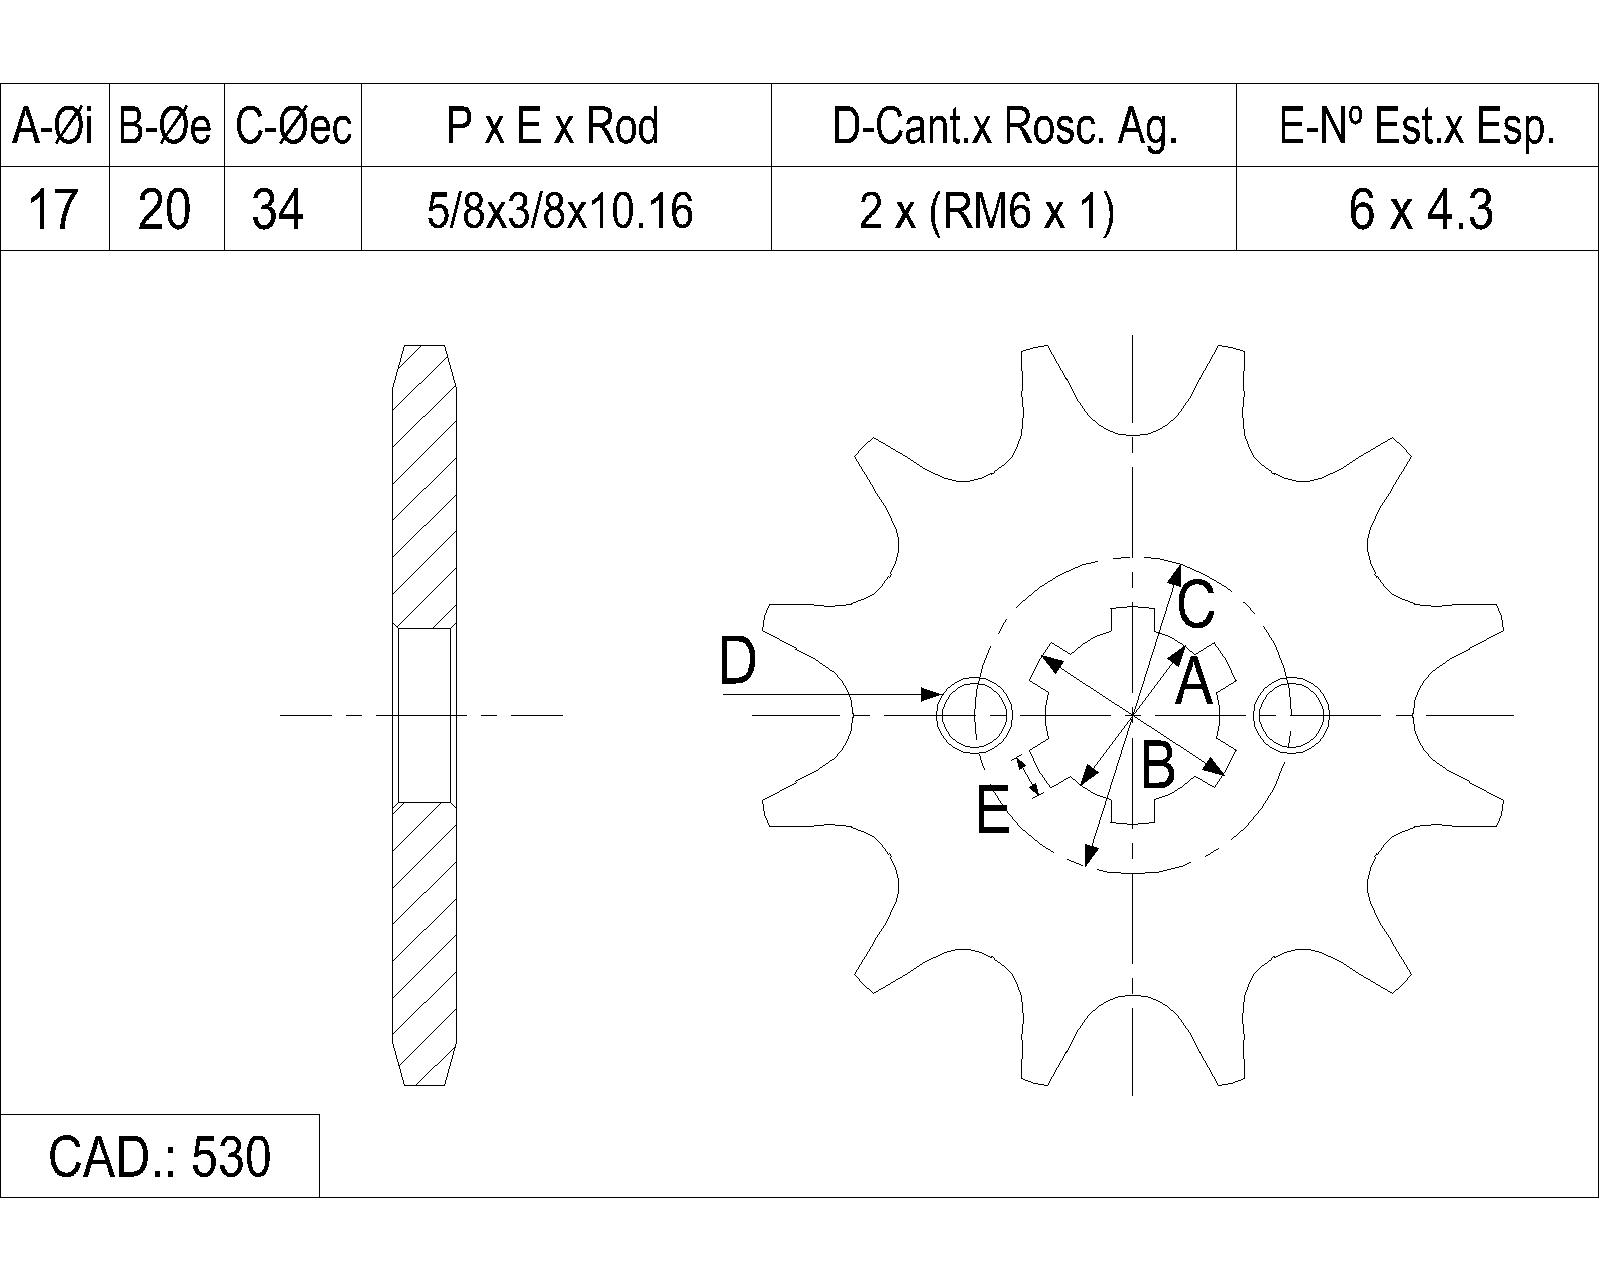 A-Øi B-Øe C-Øec P x E x Rod D-Cant.x Rosc. Ag. E-Nº Est.x Esp.
17 20 34 5/8x3/8x10.16 2 x (RM6 x 1) 6 x 4.3
C
D
A
B
E
CAD.: 530